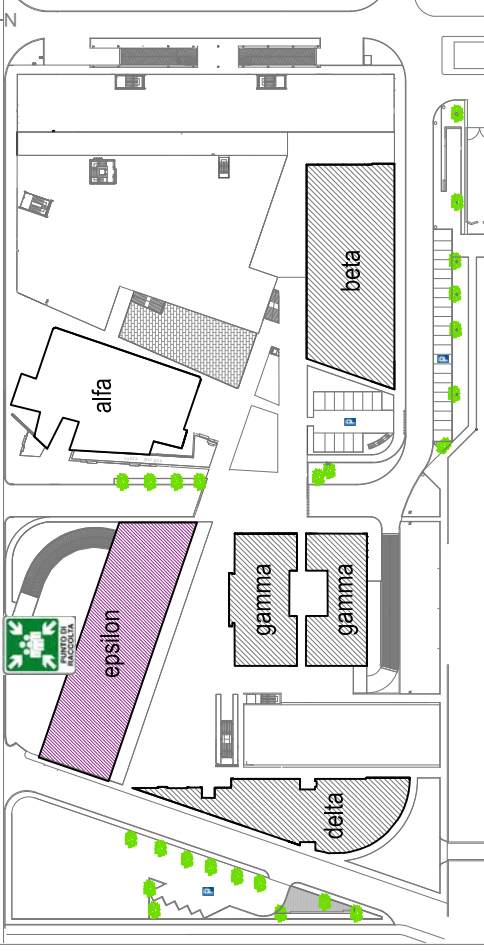 N
beta
P
P
alfa
gamma
gamma
epsilon
PUNTO DI
RACCOLTA
delta
P